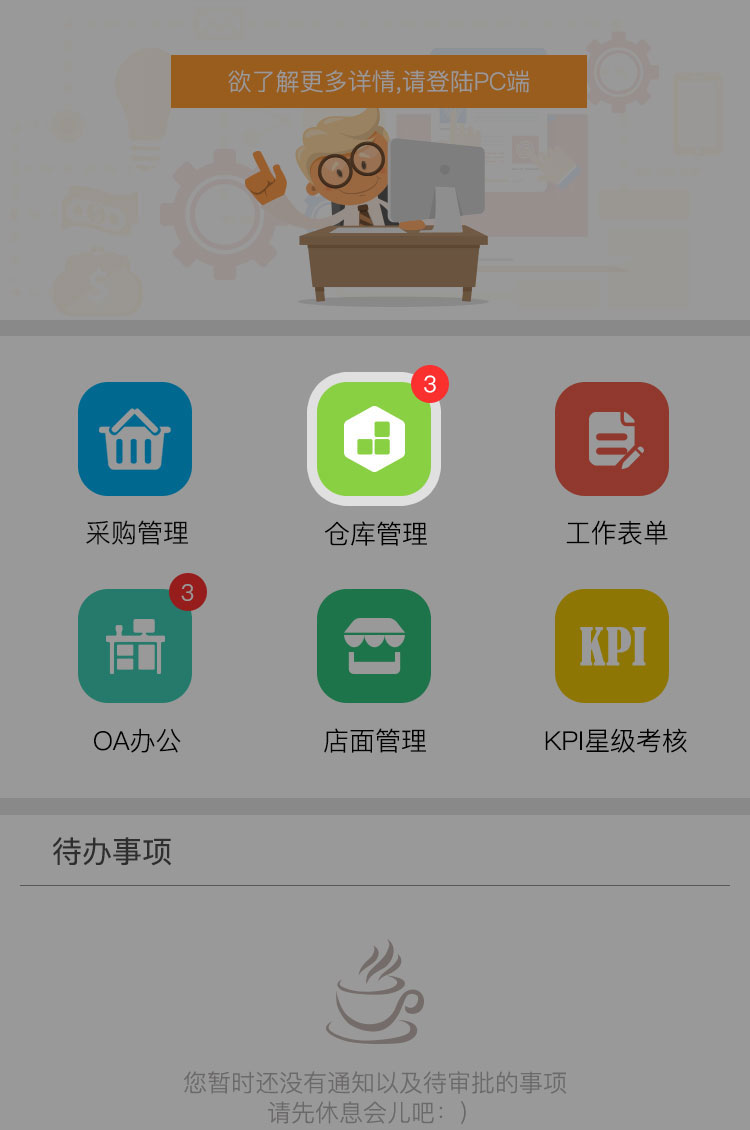 欲了解更多详情,请登陆PC端
3
采购管理
仓库管理
工作表单
3
KPI
OA办公
店面管理
KPI星级考核
待办事项
您暂时还没有通知以及待审批的事项
请先休息会儿吧：)